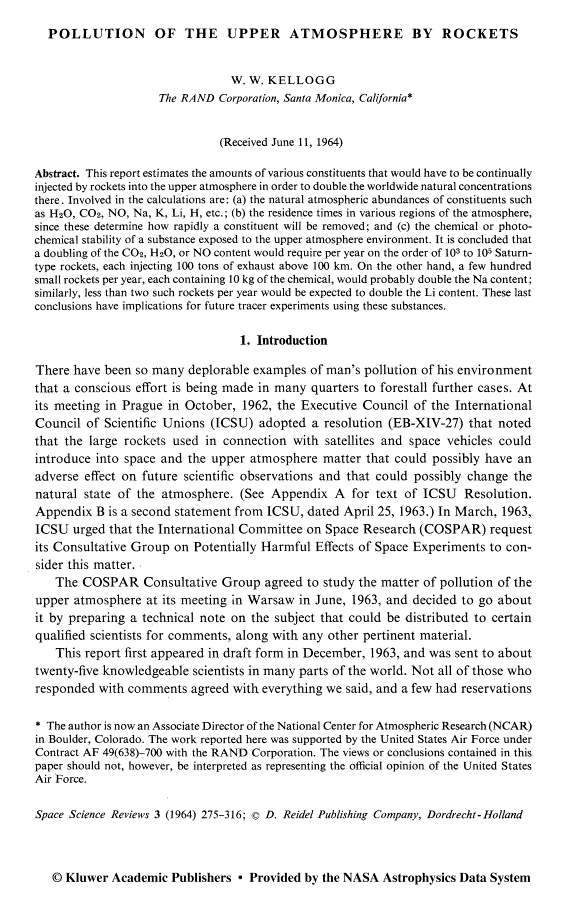 POLLUTION OF THE UPPER ATMOSPHERE BY ROCKETS
W. W. KELLOGG
The RAND Corporation, Santa Monica, California*
(Received June 11, 1964)
Abstract. This report estimates the amounts of various constituents that would have to be continually
injected by rockets into the upper atmosphere in order to double the worldwide natural concentrations
there. Involved in the calculations are: (a) the natural atmospheric abundances of constituents such
as H2O, CO2, NO, Na, K, Li, H, etc.; (b) the residence times in various regions of the atmosphere,
since these determine how rapidly a constituent will be removed; and (c) the chemical or photo-
chemical stability of a substance exposed to the upper atmosphere environment. It is concluded that
a doubling of the CO2, H2O, or NO content would require per year on the order of 10³ to 10⁵ Saturn-
type rockets, each injecting 100 tons of exhaust above 100 km. On the other hand, a few hundred
small rockets per year, each containing 10 kg of the chemical, would probably double the Na content;
similarly, less than two such rockets per year would be expected to double the Li content. These last
conclusions have implications for future tracer experiments using these substances.
1. Introduction
There have been so many deplorable examples of man's pollution of his environment
that a conscious effort is being made in many quarters to forestall further cases. At
its meeting in Prague in October, 1962, the Executive Council of the International
Council of Scientific Unions (ICSU) adopted a resolution (EB-XIV-27) that noted
that the large rockets used in connection with satellites and space vehicles could
introduce into space and the upper atmosphere matter that could possibly have an
adverse effect on future scientific observations and that could possibly change the
natural state of the atmosphere. (See Appendix A for text of ICSU Resolution.
Appendix B is a second statement from ICSU, dated April 25, 1963.) In March, 1963,
ICSU urged that the International Committee on Space Research (COSPAR) request
its Consultative Group on Potentially Harmful Effects of Space Experiments to con-
sider this matter.
The COSPAR Consultative Group agreed to study the matter of pollution of the
upper atmosphere at its meeting in Warsaw in June, 1963, and decided to go about
it by preparing a technical note on the subject that could be distributed to certain
qualified scientists for comments, along with any other pertinent material.
This report first appeared in draft form in December, 1963, and was sent to about
twenty-five knowledgeable scientists in many parts of the world. Not all of those who
responded with comments agreed with everything we said, and a few had reservations
* The author is now an Associate Director of the National Center for Atmospheric Research (NCAR)
in Boulder, Colorado. The work reported here was supported by the United States Air Force under
Contract AF 49(638)–700 with the RAND Corporation. The views or conclusions contained in this
paper should not, however, be interpreted as representing the official opinion of the United States
Air Force.
Space Science Reviews 3 (1964) 275–316; © D. Reidel Publishing Company, Dordrecht-Holland
© Kluwer Academic Publishers • Provided by the NASA Astrophysics Data System